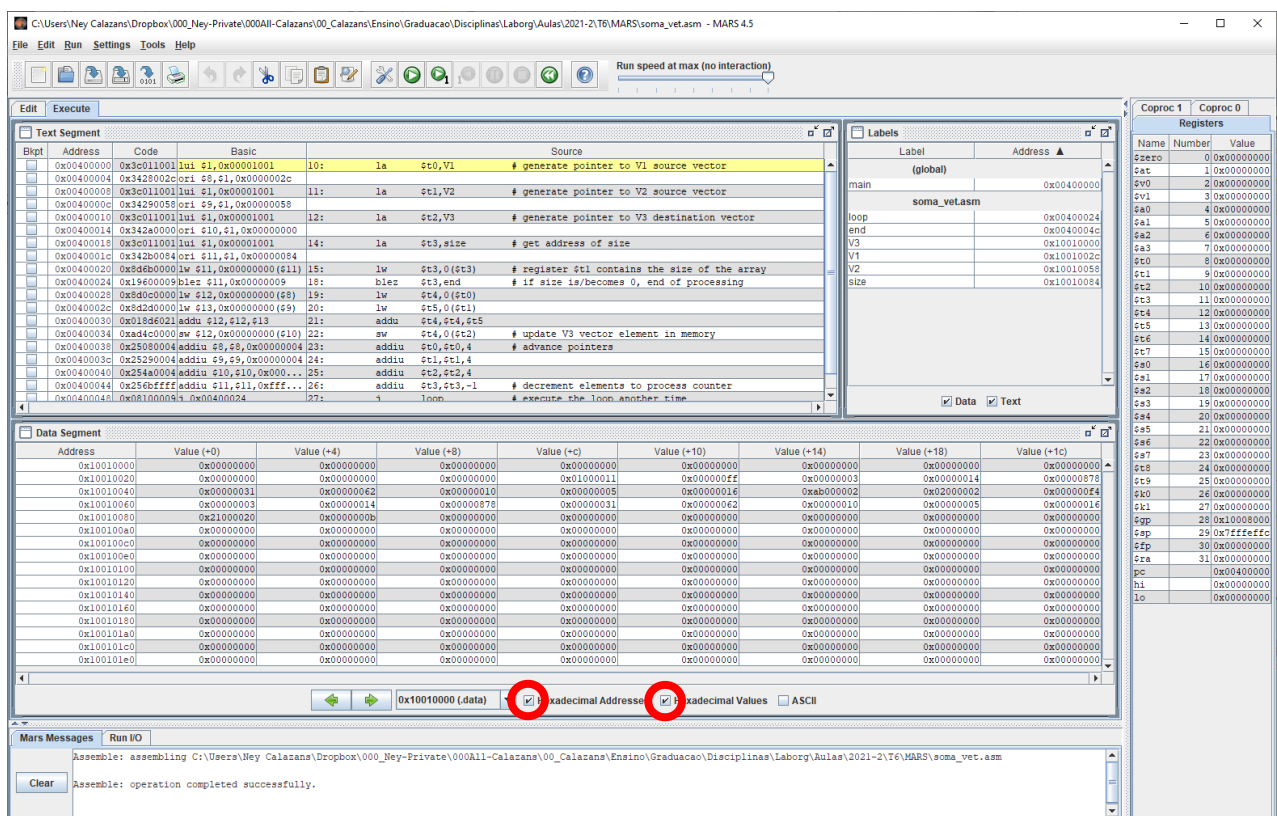 C:\Users\Ney Calazans\Dropbox\000_Ney-Private\000All-Calazans\00_Calazans\Ensino\Graduacao\Disciplinas\Laborg\Aulas\2021-2\T6\MARS\soma_vet.asm - MARS 4.5
File Edit Run Settings Tools Help
Run speed at max (no interaction)
Edit Execute
Text Segment
Bkpt Address Code Basic Source
0x00400000 0x3c011001 lui $1,0x00001001 10: la $t0,V1 # generate pointer to V1 source vector
0x00400004 0x3428002c ori $8,$1,0x0000002c
0x00400008 0x3c011001 lui $1,0x00001001 11: la $t1,V2 # generate pointer to V2 source vector
0x0040000c 0x34290058 ori $9,$1,0x00000058
0x00400010 0x3c011001 lui $1,0x00001001 12: la $t2,V3 # generate pointer to V3 destination vector
0x00400014 0x342a0000 ori $10,$1,0x00000000
0x00400018 0x3c011001 lui $1,0x00001001 14: la $t3,size # get address of size
0x0040001c 0x342b0084 ori $11,$1,0x00000084
0x00400020 0x8d6b0000 lw $11,0x00000000($11) 15: lw $t3,0($t3) # register $t1 contains the size of the array
0x00400024 0x19600009 blez $11,0x00000009 18: blez $t3,end # if size is/becomes 0, end of processing
0x00400028 0x8d0c0000 lw $12,0x00000000($8) 19: lw $t4,0($t0)
0x0040002c 0x8d2d0000 lw $13,0x00000000($9) 20: lw $t5,0($t1)
0x00400030 0x018d6021 addu $12,$12,$13 21: addu $t4,$t4,$t5
0x00400034 0xad4c0000 sw $12,0x00000000($10) 22: sw $t4,0($t2) # update V3 vector element in memory
0x00400038 0x25080004 addiu $8,$8,0x00000004 23: addiu $t0,$t0,4 # advance pointers
0x0040003c 0x25290004 addiu $9,$9,0x00000004 24: addiu $t1,$t1,4
0x00400040 0x254a0004 addiu $10,$10,0x000... 25: addiu $t2,$t2,4
0x00400044 0x256bffff addiu $11,$11,0xfff... 26: addiu $t3,$t3,-1 # decrement elements to process counter
0x00400048 0x08100009 j 0x00400024 27: j loop # execute the loop another time
Labels
Label Address ▲
(global)
main 0x00400000
soma_vet.asm
loop 0x00400024
end 0x0040004c
V3 0x10010000
V1 0x1001002c
V2 0x10010058
size 0x10010084
Data Text
Data Segment
Address Value (+0) Value (+4) Value (+8) Value (+c) Value (+10) Value (+14) Value (+18) Value (+1c)
0x10010000 0x00000000 0x00000000 0x00000000 0x00000000 0x00000000 0x00000000 0x00000000 0x00000000
0x10010020 0x00000000 0x00000000 0x00000000 0x01000011 0x000000ff 0x00000003 0x00000014 0x00000878
0x10010040 0x00000031 0x00000062 0x00000010 0x00000005 0x00000016 0xab000002 0x02000002 0x000000f4
0x10010060 0x00000003 0x00000014 0x00000878 0x00000031 0x00000062 0x00000010 0x00000005 0x00000016
0x10010080 0x21000020 0x0000000b 0x00000000 0x00000000 0x00000000 0x00000000 0x00000000 0x00000000
0x100100a0 0x00000000 0x00000000 0x00000000 0x00000000 0x00000000 0x00000000 0x00000000 0x00000000
0x100100c0 0x00000000 0x00000000 0x00000000 0x00000000 0x00000000 0x00000000 0x00000000 0x00000000
0x100100e0 0x00000000 0x00000000 0x00000000 0x00000000 0x00000000 0x00000000 0x00000000 0x00000000
0x10010100 0x00000000 0x00000000 0x00000000 0x00000000 0x00000000 0x00000000 0x00000000 0x00000000
0x10010120 0x00000000 0x00000000 0x00000000 0x00000000 0x00000000 0x00000000 0x00000000 0x00000000
0x10010140 0x00000000 0x00000000 0x00000000 0x00000000 0x00000000 0x00000000 0x00000000 0x00000000
0x10010160 0x00000000 0x00000000 0x00000000 0x00000000 0x00000000 0x00000000 0x00000000 0x00000000
0x10010180 0x00000000 0x00000000 0x00000000 0x00000000 0x00000000 0x00000000 0x00000000 0x00000000
0x100101a0 0x00000000 0x00000000 0x00000000 0x00000000 0x00000000 0x00000000 0x00000000 0x00000000
0x100101c0 0x00000000 0x00000000 0x00000000 0x00000000 0x00000000 0x00000000 0x00000000 0x00000000
0x100101e0 0x00000000 0x00000000 0x00000000 0x00000000 0x00000000 0x00000000 0x00000000 0x00000000
0x10010000 (.data) Hexadecimal Addresses Hexadecimal Values ASCII
Coproc 1 Coproc 0
Registers
Name Number Value
$zero 0 0x00000000
$at 1 0x00000000
$v0 2 0x00000000
$v1 3 0x00000000
$a0 4 0x00000000
$a1 5 0x00000000
$a2 6 0x00000000
$a3 7 0x00000000
$t0 8 0x00000000
$t1 9 0x00000000
$t2 10 0x00000000
$t3 11 0x00000000
$t4 12 0x00000000
$t5 13 0x00000000
$t6 14 0x00000000
$t7 15 0x00000000
$s0 16 0x00000000
$s1 17 0x00000000
$s2 18 0x00000000
$s3 19 0x00000000
$s4 20 0x00000000
$s5 21 0x00000000
$s6 22 0x00000000
$s7 23 0x00000000
$t8 24 0x00000000
$t9 25 0x00000000
$k0 26 0x00000000
$k1 27 0x00000000
$gp 28 0x10008000
$sp 29 0x7fffeffc
$fp 30 0x00000000
$ra 31 0x00000000
pc 0x00400000
hi 0x00000000
lo 0x00000000
Mars Messages Run I/O
Assemble: assembling C:\Users\Ney Calazans\Dropbox\000_Ney-Private\000All-Calazans\00_Calazans\Ensino\Graduacao\Disciplinas\Laborg\Aulas\2021-2\T6\MARS\soma_vet.asm
Clear
Assemble: operation completed successfully.